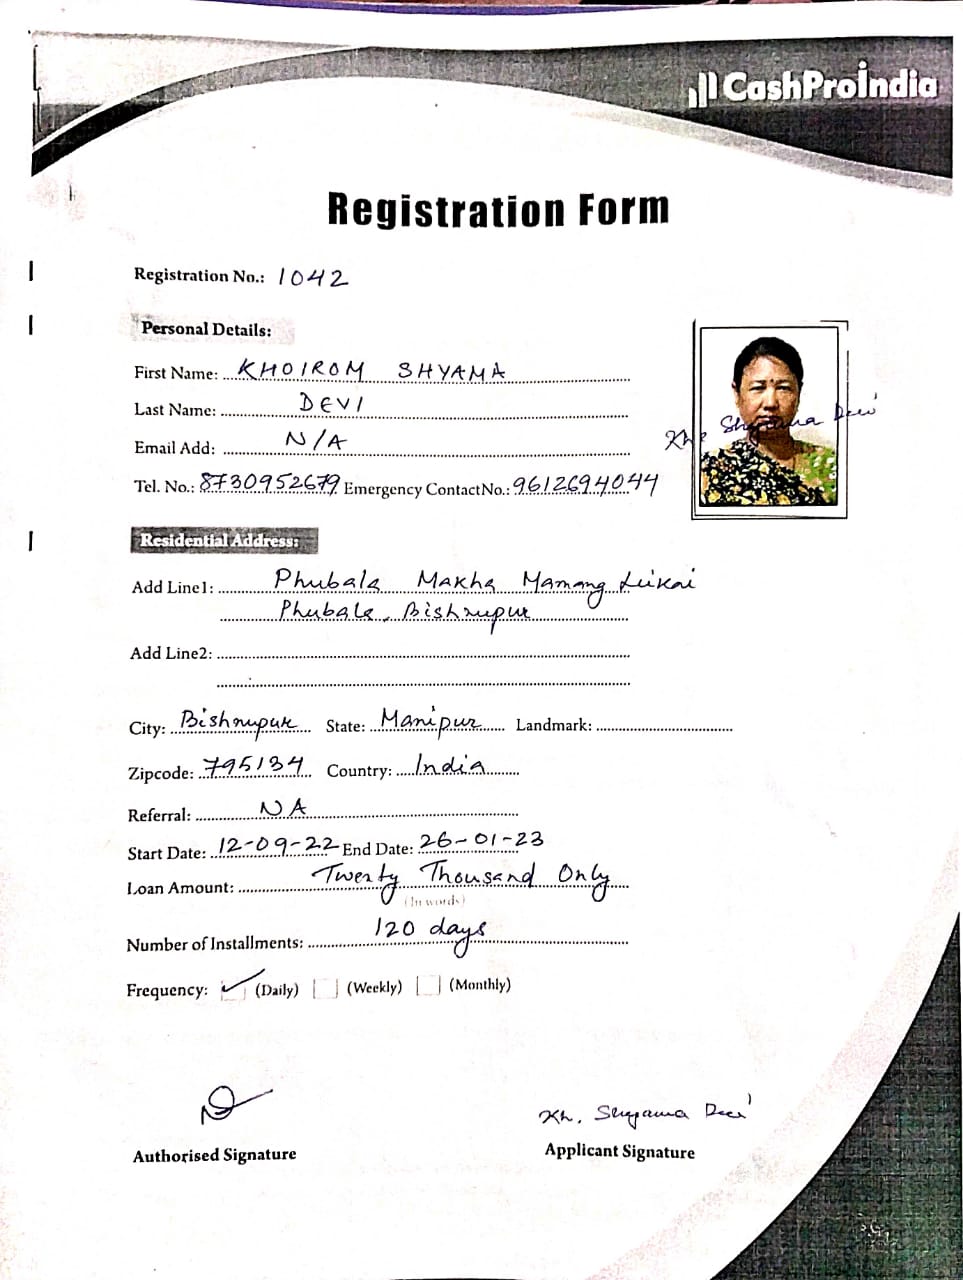 CashProIndia
Registration Form
Registration No.: 1042
Personal Details:
First Name: KHOIROM SHYAMA
Last Name: DEVI
Email Add: N/A
Tel. No.: 8730952679 Emergency ContactNo.: 9612694044
Kh. Shyama Devi
Residential Address:
Add Line1: Phubala Makha Mamang Leikai
Phubala, Bishnupur
Add Line2:
City: Bishnupur State: Manipur Landmark:
Zipcode: 795134 Country: India
Referral: NA
Start Date: 12-09-22 End Date: 26-01-23
Loan Amount: Twenty Thousand Only
(In words)
Number of Installments: 120 days
Frequency: (Daily) (Weekly) (Monthly)
Kh. Shyama Devi
Authorised Signature Applicant Signature